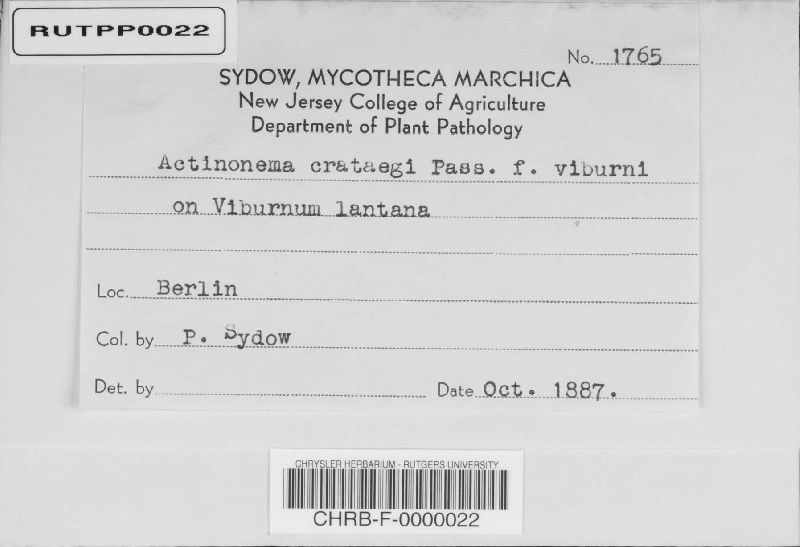 RUTPP0022
No. 1765
SYDOW, MYCOTHECA MARCHICA
New Jersey College of Agriculture
Department of Plant Pathology
Actinonema crataegi Pass. f. viburni
on Viburnum lantana
Loc. Berlin
Col. by P. Sydow
Det. by
Date Oct. 1887.
CHRYSLER HERBARIUM - RUTGERS UNIVERSITY
CHRB-F-0000022